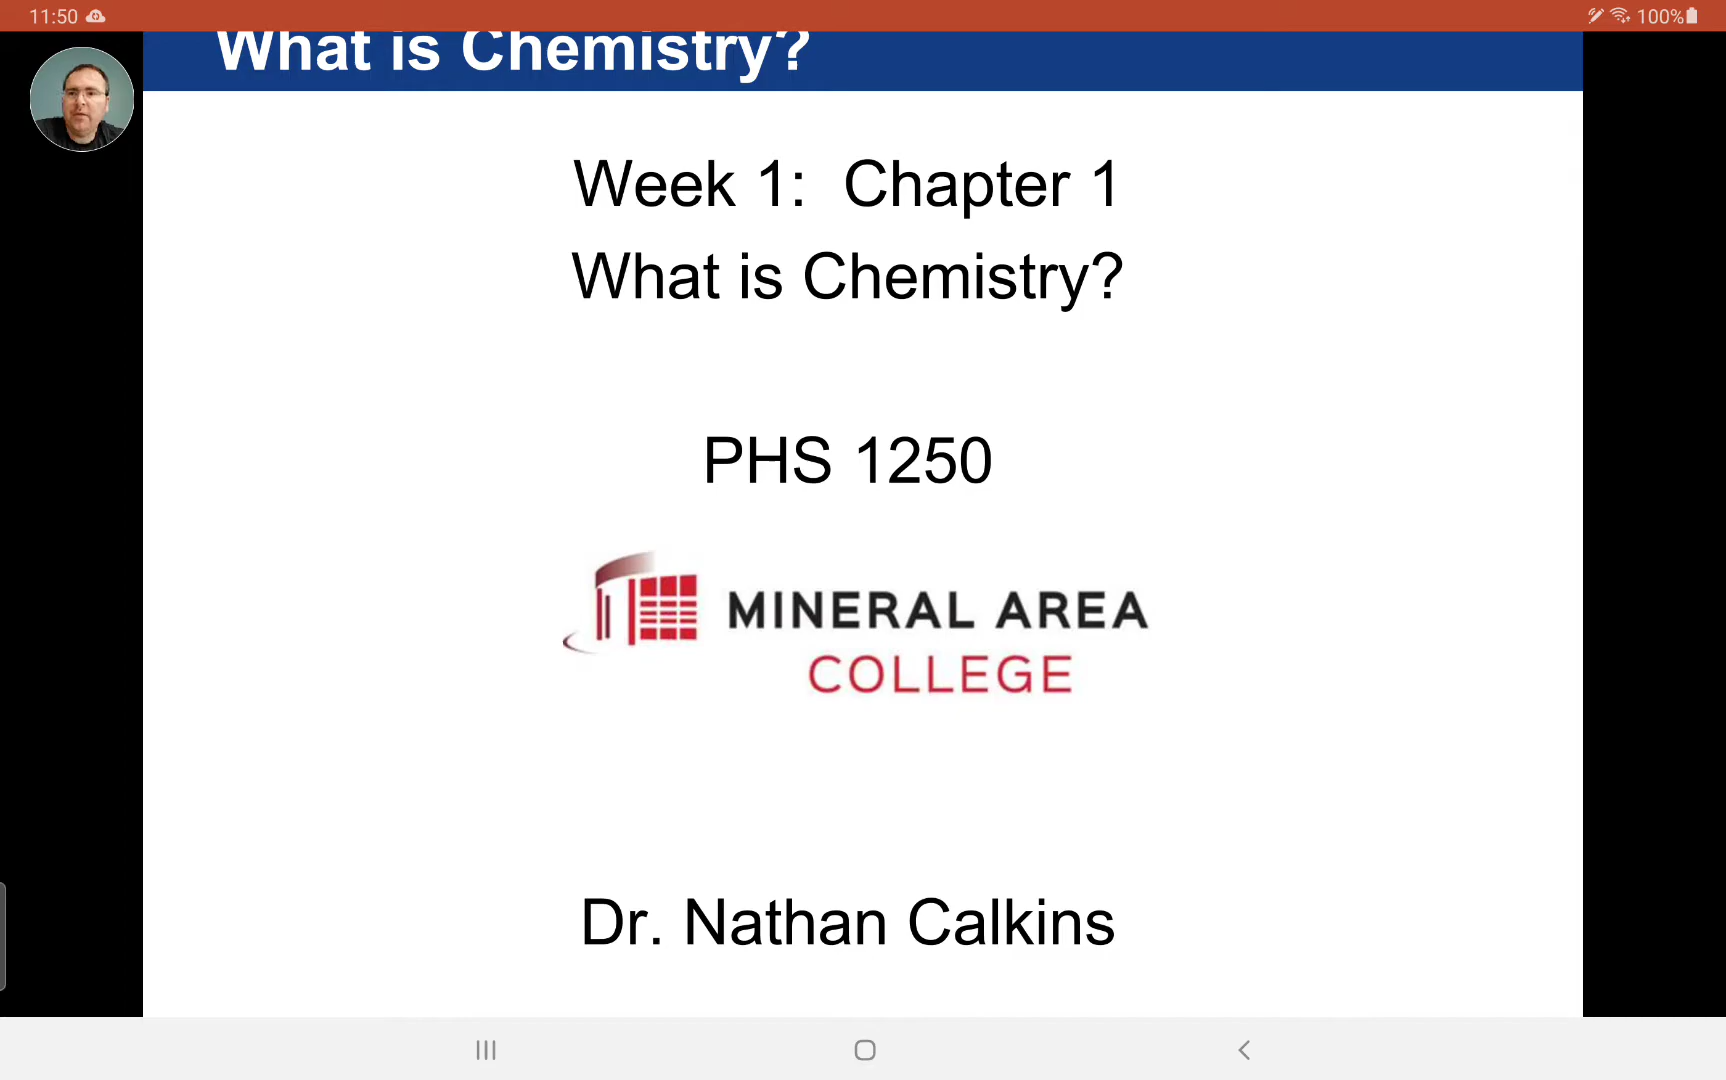 11:50
100%
What is Chemistry?
Week 1: Chapter 1
What is Chemistry?
PHS 1250
MINERAL AREA
COLLEGE
Dr. Nathan Calkins